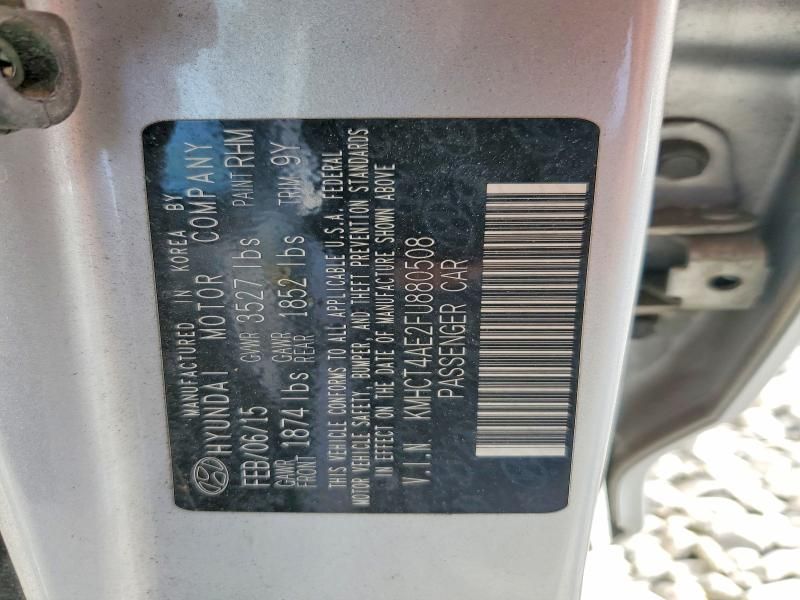 MANUFACTURED IN KOREA BY
HYUNDAI MOTOR COMPANY
FEB/06/15 GVWR 3527 lbs PAINT RHM
GAWR FRONT 1874 lbs GAWR REAR 1852 lbs TRIM 9Y
THIS VEHICLE CONFORMS TO ALL APPLICABLE U.S.A. FEDERAL
MOTOR VEHICLE SAFETY, BUMPER, AND THEFT PREVENTION STANDARDS
IN EFFECT ON THE DATE OF MANUFACTURE SHOWN ABOVE
V.I.N KMHCT4AE2FU880508
PASSENGER CAR